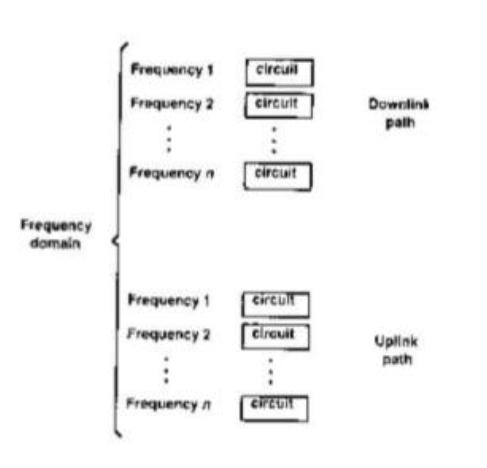 Frequency 1 circuit
Frequency 2 circuit
Downlink
path
Frequency n circuit
Frequency
domain
Frequency 1 circuit
Frequency 2 circuit
Uplink
path
Frequency n circuit